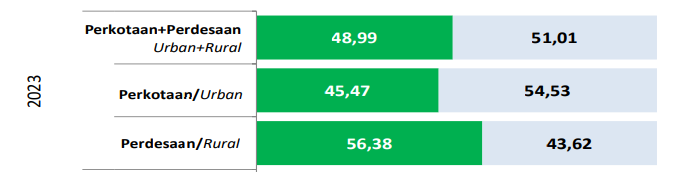 2023
Perkotaan+Perdesaan
Urban+Rural
48,99 51,01
Perkotaan/Urban 45,47 54,53
Perdesaan/Rural 56,38 43,62